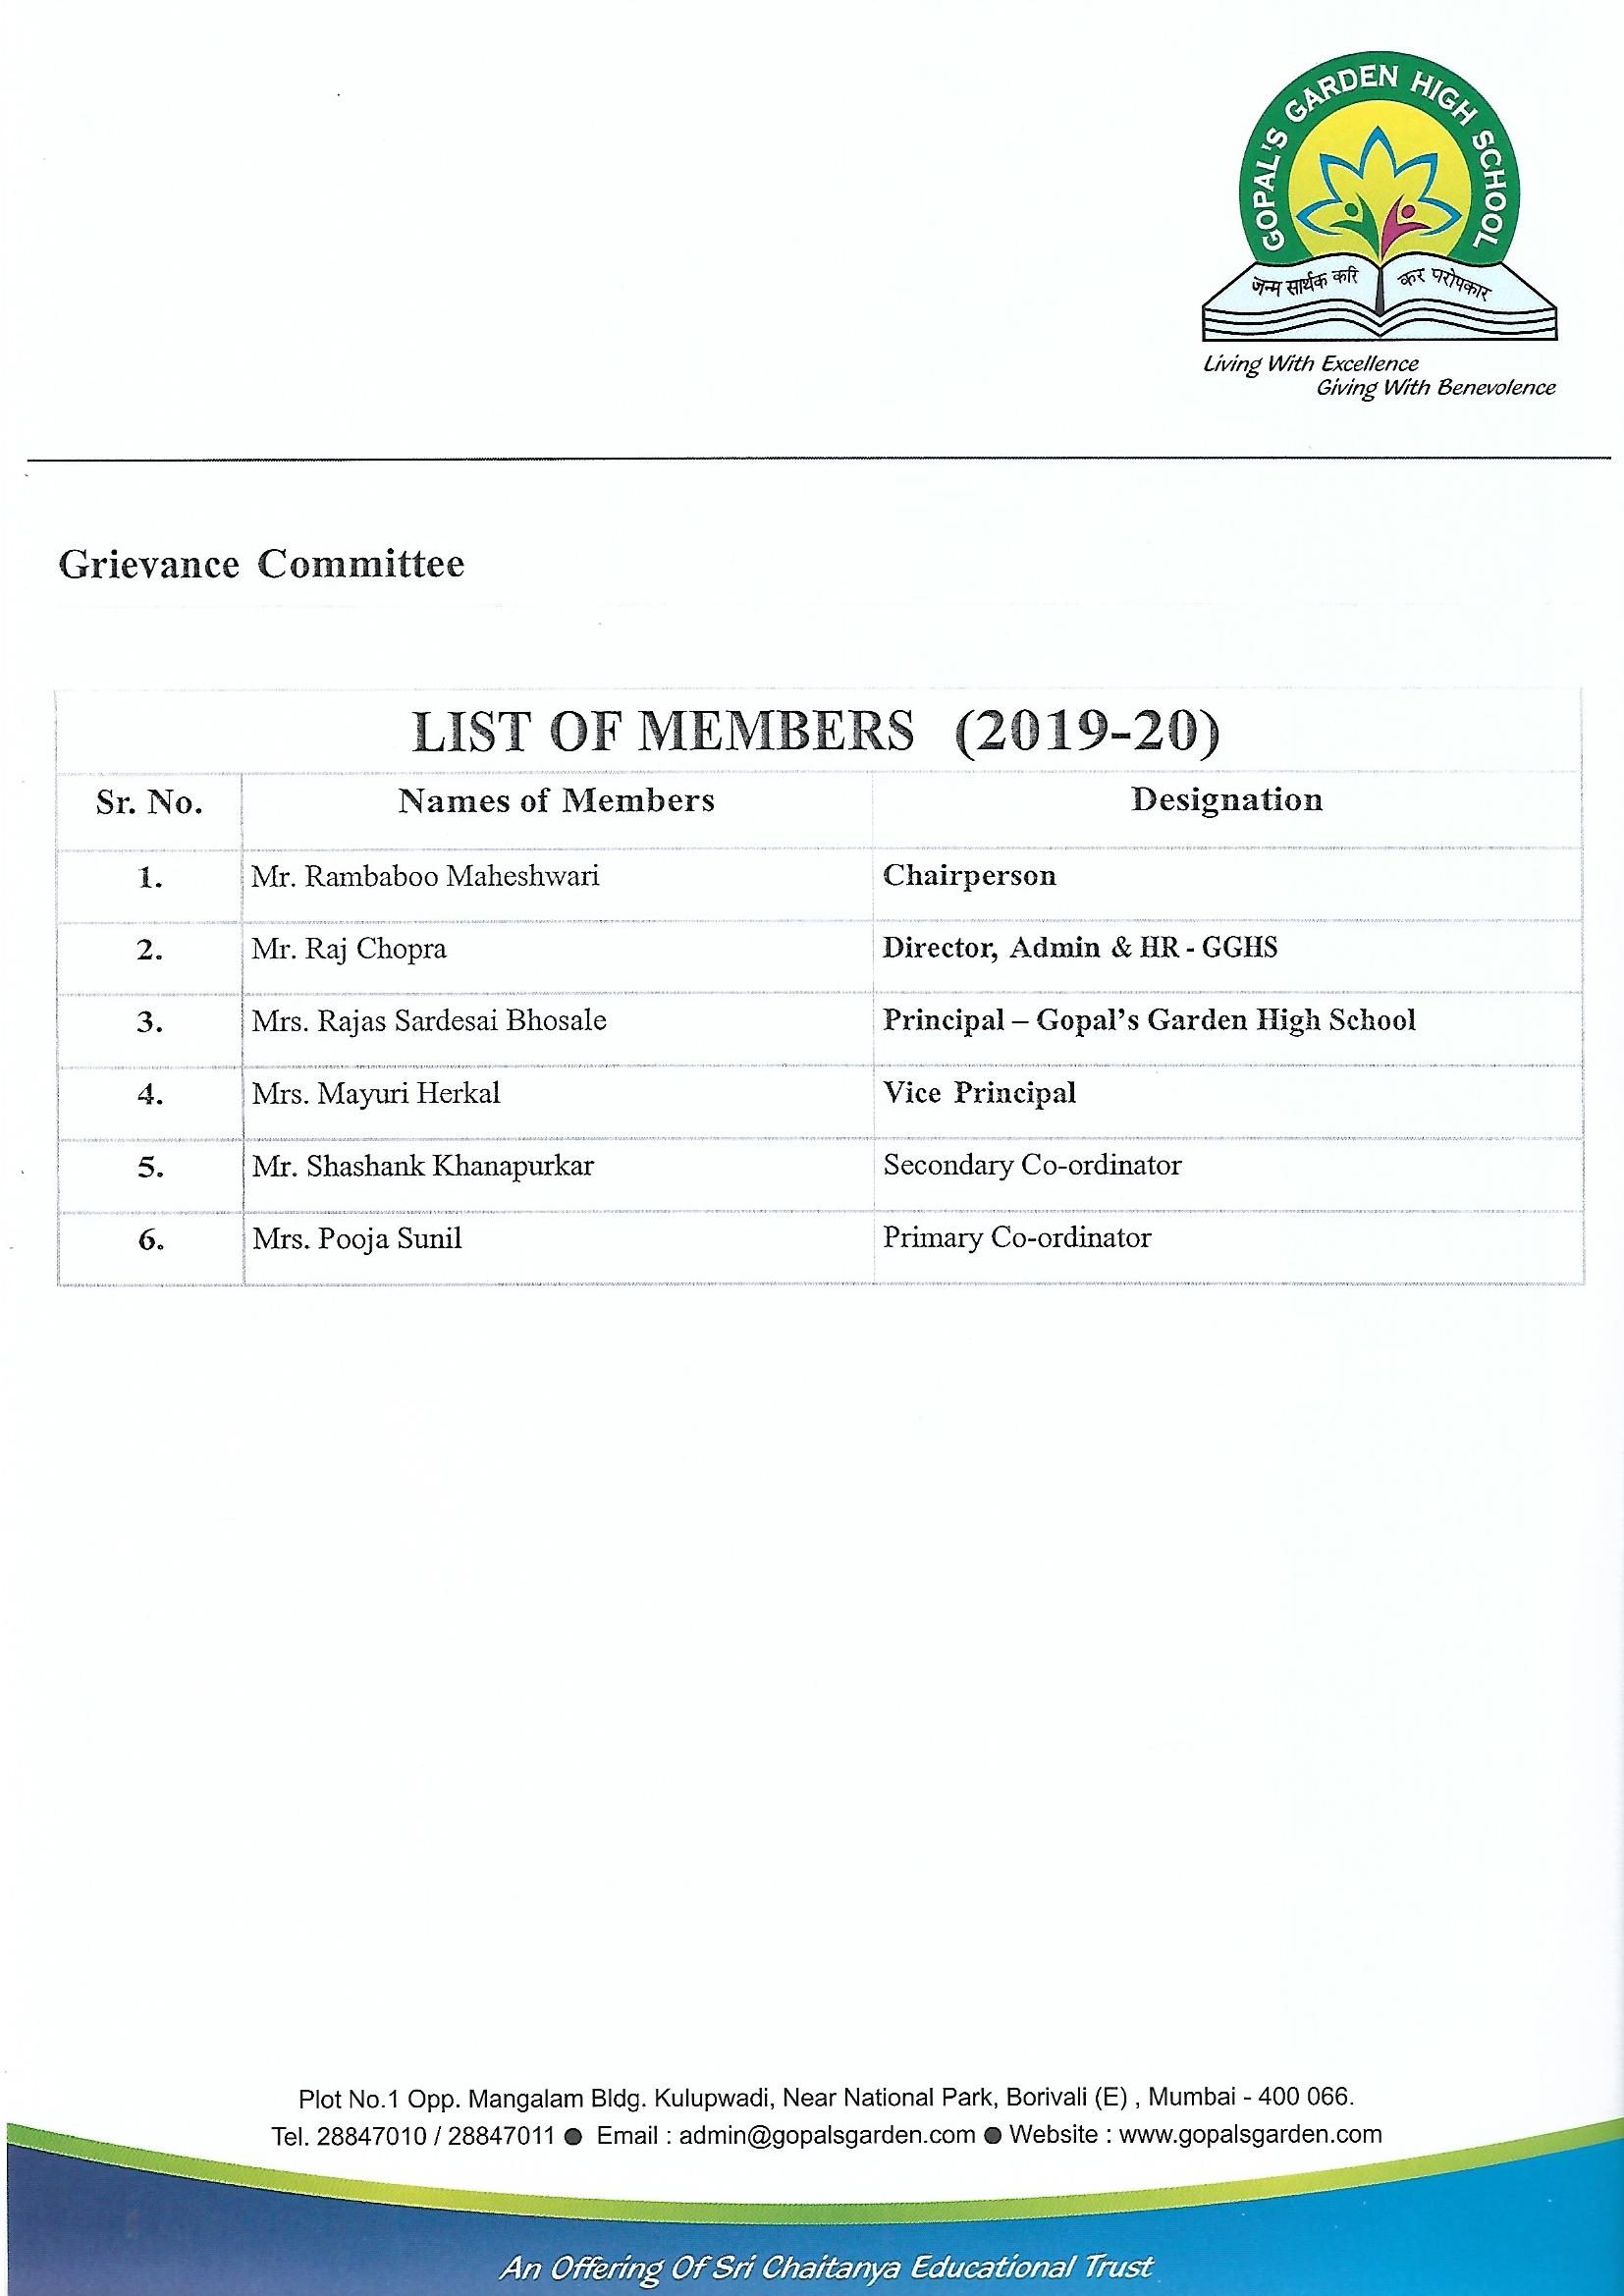 GOPAL'S GARDEN HIGH SCHOOL
जन्म सार्थक करि कर परोपकार
Living With Excellence
Giving With Benevolence
Grievance Committee
LIST OF MEMBERS (2019-20)
Sr. No. Names of Members Designation
1. Mr. Rambaboo Maheshwari Chairperson
2. Mr. Raj Chopra Director, Admin & HR - GGHS
3. Mrs. Rajas Sardesai Bhosale Principal – Gopal's Garden High School
4. Mrs. Mayuri Herkal Vice Principal
5. Mr. Shashank Khanapurkar Secondary Co-ordinator
6. Mrs. Pooja Sunil Primary Co-ordinator
Plot No.1 Opp. Mangalam Bldg. Kulupwadi, Near National Park, Borivali (E) , Mumbai - 400 066.
Tel. 28847010 / 28847011 ● Email : admin@gopalsgarden.com ● Website : www.gopalsgarden.com
An Offering Of Sri Chaitanya Educational Trust